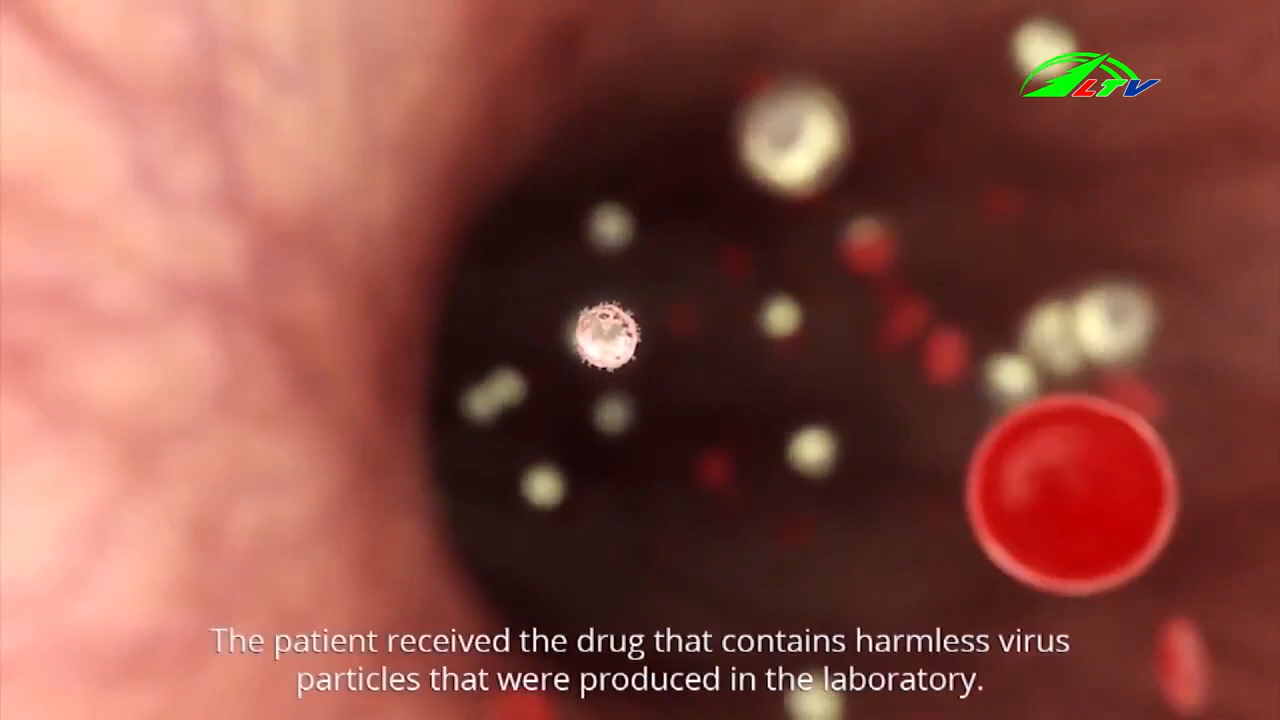 LTV
The patient received the drug that contains harmless virus
particles that were produced in the laboratory.